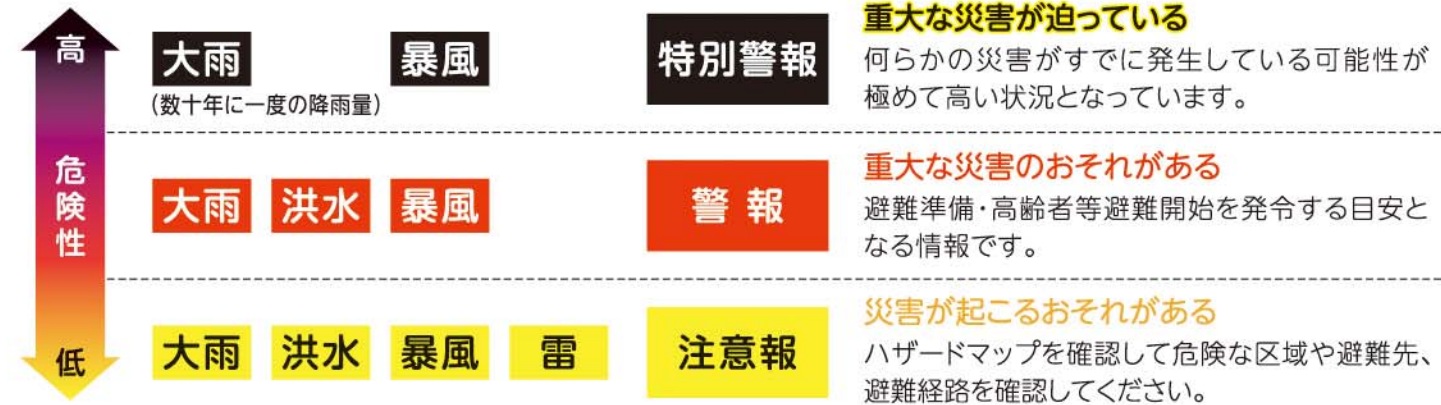 高
危険性
低
大雨 暴風
(数十年に一度の降雨量)
特別警報
重大な災害が迫っている
何らかの災害がすでに発生している可能性が
極めて高い状況となっています。
大雨 洪水 暴風
警報
重大な災害のおそれがある
避難準備・高齢者等避難開始を発令する目安と
なる情報です。
大雨 洪水 暴風 雷
注意報
災害が起こるおそれがある
ハザードマップを確認して危険な区域や避難先、
避難経路を確認してください。